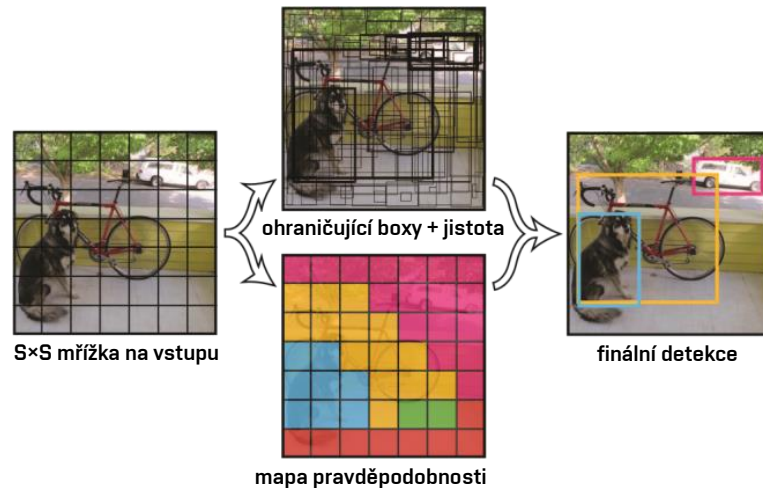 S×S mřížka na vstupu
ohraničující boxy + jistota
mapa pravděpodobnosti
finální detekce